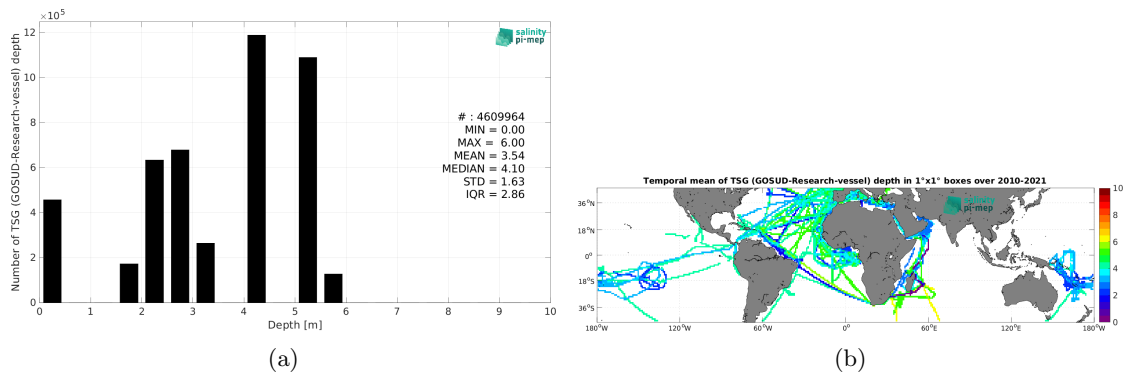 ×10⁵
12
10
8
6
4
2
0
Number of TSG (GOSUD-Research-vessel) depth
salinity
pi-mep
# : 4609964
MIN = 0.00
MAX = 6.00
MEAN = 3.54
MEDIAN = 4.10
STD = 1.63
IQR = 2.86
0 1 2 3 4 5 6 7 8 9 10
Depth [m]
(a)
Temporal mean of TSG (GOSUD-Research-vessel) depth in 1°x1° boxes over 2010-2021
salinity
pi-mep
36°N
18°N
0°
18°S
36°S
180°W 120°W 60°W 0° 60°E 120°E 180°W
10
8
6
4
2
0
(b)